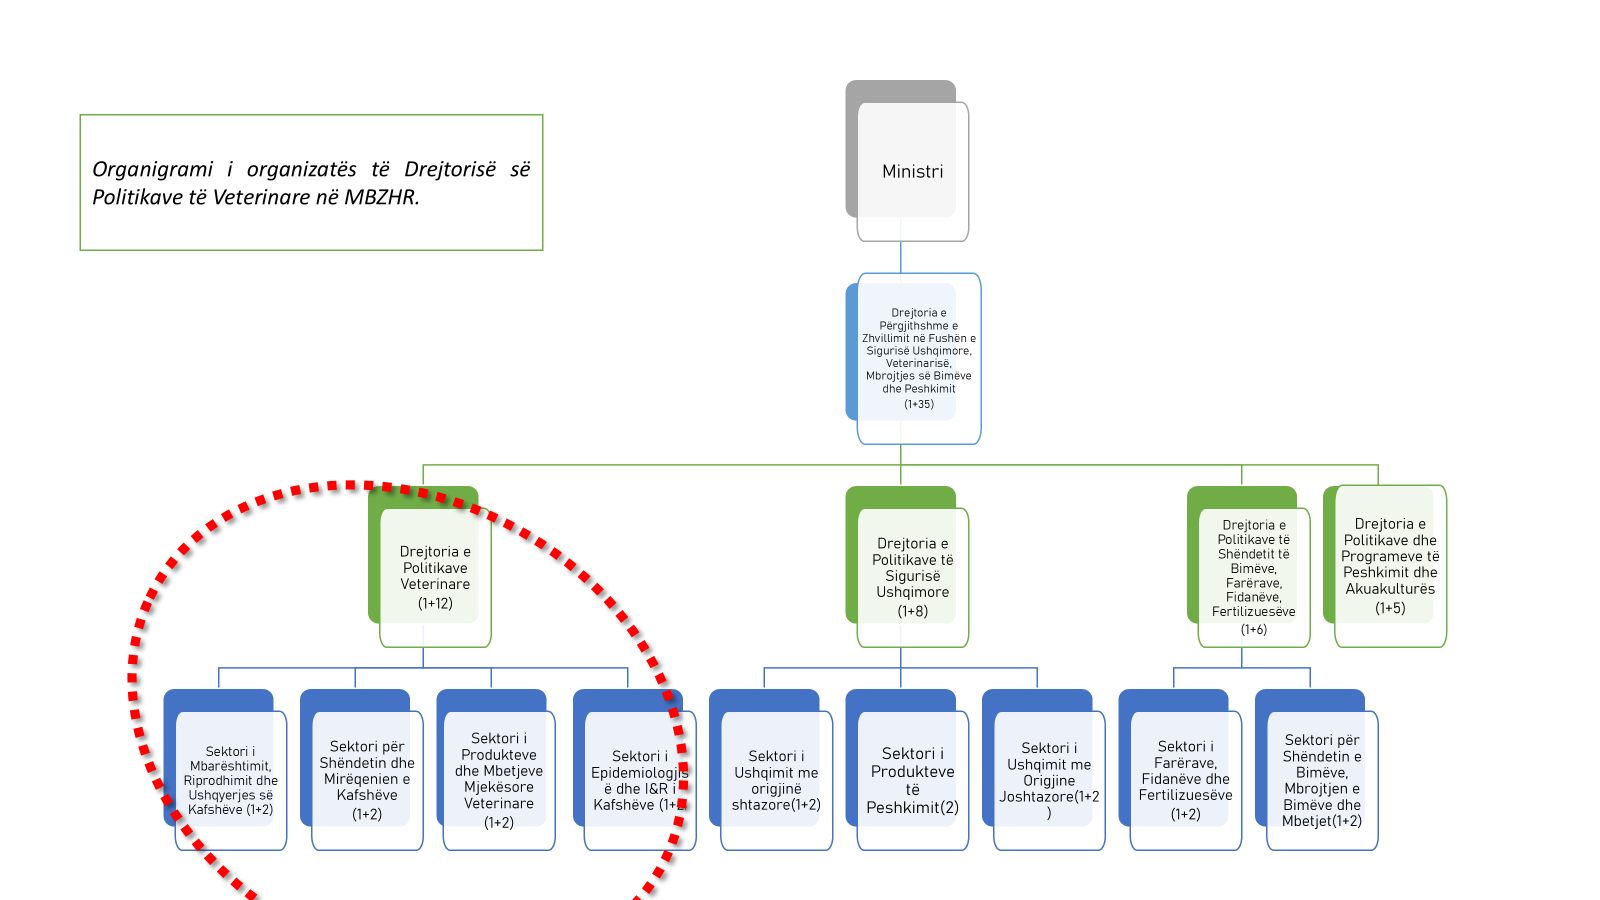 Organigrami i organizatës të Drejtorisë së
Politikave të Veterinare në MBZHR.
Ministri
Drejtoria e
Përgjithshme e
Zhvillimit në Fushën e
Sigurisë Ushqimore,
Veterinarisë,
Mbrojtjes së Bimëve
dhe Peshkimit
(1+35)
Drejtoria e
Politikave
Veterinare
(1+12)
Drejtoria e
Politikave të
Sigurisë
Ushqimore
(1+8)
Drejtoria e
Politikave të
Shëndetit të
Bimëve,
Farërave,
Fidanëve,
Fertilizuesëve
(1+6)
Drejtoria e
Politikave dhe
Programeve të
Peshkimit dhe
Akuakulturës
(1+5)
Sektori i
Mbarështimit,
Riprodhimit dhe
Ushqyerjes së
Kafshëve (1+2)
Sektori për
Shëndetin dhe
Mirëqenien e
Kafshëve
(1+2)
Sektori i
Produkteve
dhe Mbetjeve
Mjekësore
Veterinare
(1+2)
Sektori i
Epidemiologjis
ë dhe I&R i
Kafshëve (1+2)
Sektori i
Ushqimit me
origjinë
shtazore(1+2)
Sektori i
Produkteve
të
Peshkimit(2)
Sektori i
Ushqimit me
Origjine
Joshtazore(1+2
)
Sektori i
Farërave,
Fidanëve dhe
Fertilizuesëve
(1+2)
Sektori për
Shëndetin e
Bimëve,
Mbrojtjen e
Bimëve dhe
Mbetjet(1+2)